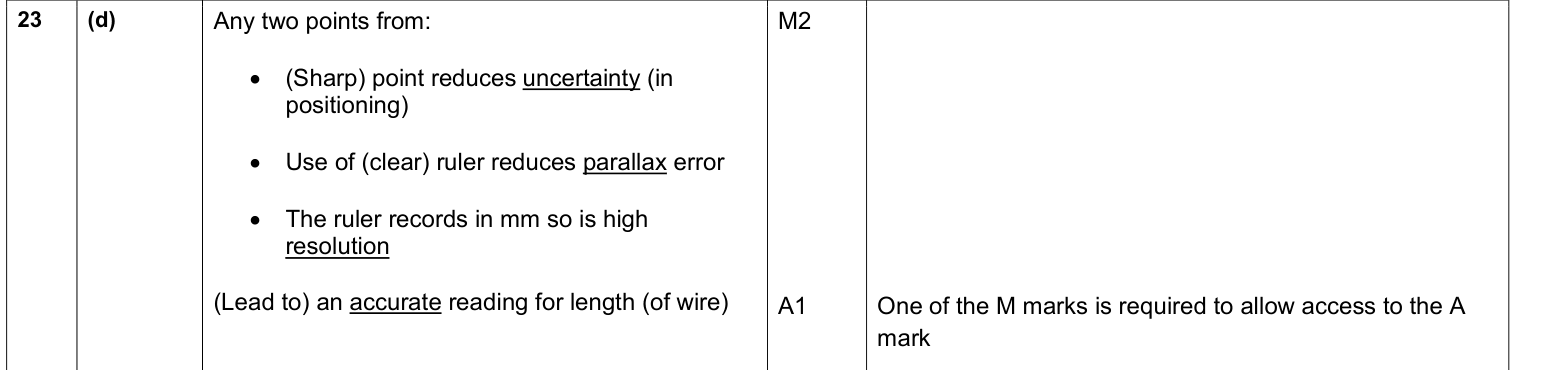 23 (d) Any two points from: M2
• (Sharp) point reduces uncertainty (in
positioning)
• Use of (clear) ruler reduces parallax error
• The ruler records in mm so is high
resolution
(Lead to) an accurate reading for length (of wire) A1 One of the M marks is required to allow access to the A
mark